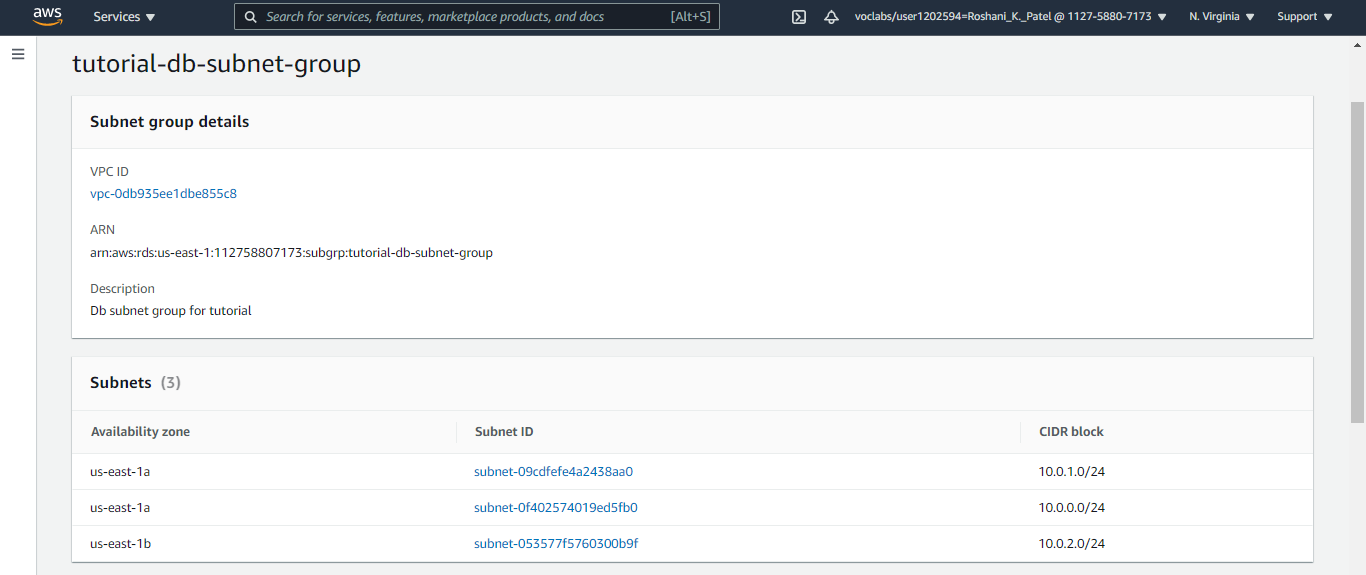 aws Services ▼ Search for services, features, marketplace products, and docs [Alt+S] voclabs/user1202594=Roshani_K._Patel @ 1127-5880-7173 ▼ N. Virginia ▼ Support ▼
tutorial-db-subnet-group
Subnet group details
VPC ID
vpc-0db935ee1dbe855c8
ARN
arn:aws:rds:us-east-1:112758807173:subgrp:tutorial-db-subnet-group
Description
Db subnet group for tutorial
Subnets (3)
Availability zone Subnet ID CIDR block
us-east-1a subnet-09cdfefe4a2438aa0 10.0.1.0/24
us-east-1a subnet-0f402574019ed5fb0 10.0.0.0/24
us-east-1b subnet-053577f5760300b9f 10.0.2.0/24